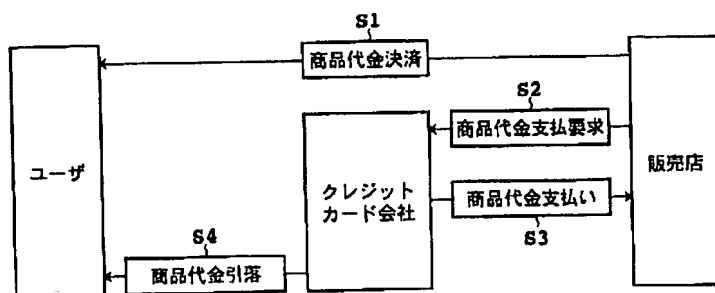 S1
商品代金決済
S2
商品代金支払要求
ユーザ
クレジット
カード会社
販売店
商品代金支払い
S3
S4
商品代金引落